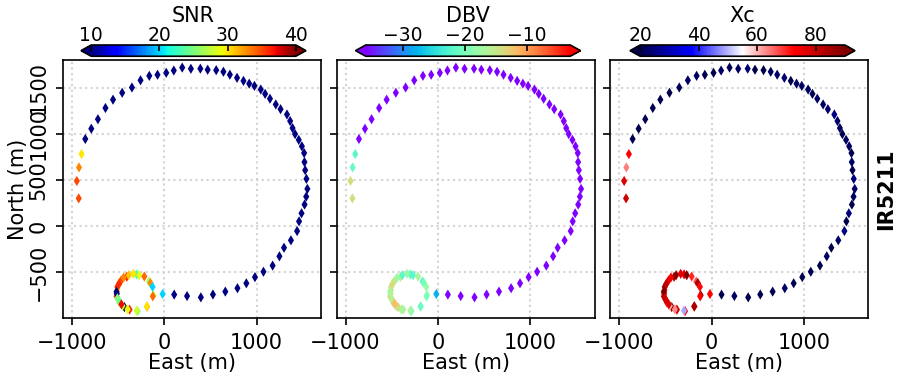 SNR DBV Xc
10 20 30 40 −30 −20 −10 20 40 60 80
North (m)
1500
1000
500
0
−500
−1000 0 1000 −1000 0 1000 −1000 0 1000
East (m) East (m) East (m)
IR5211